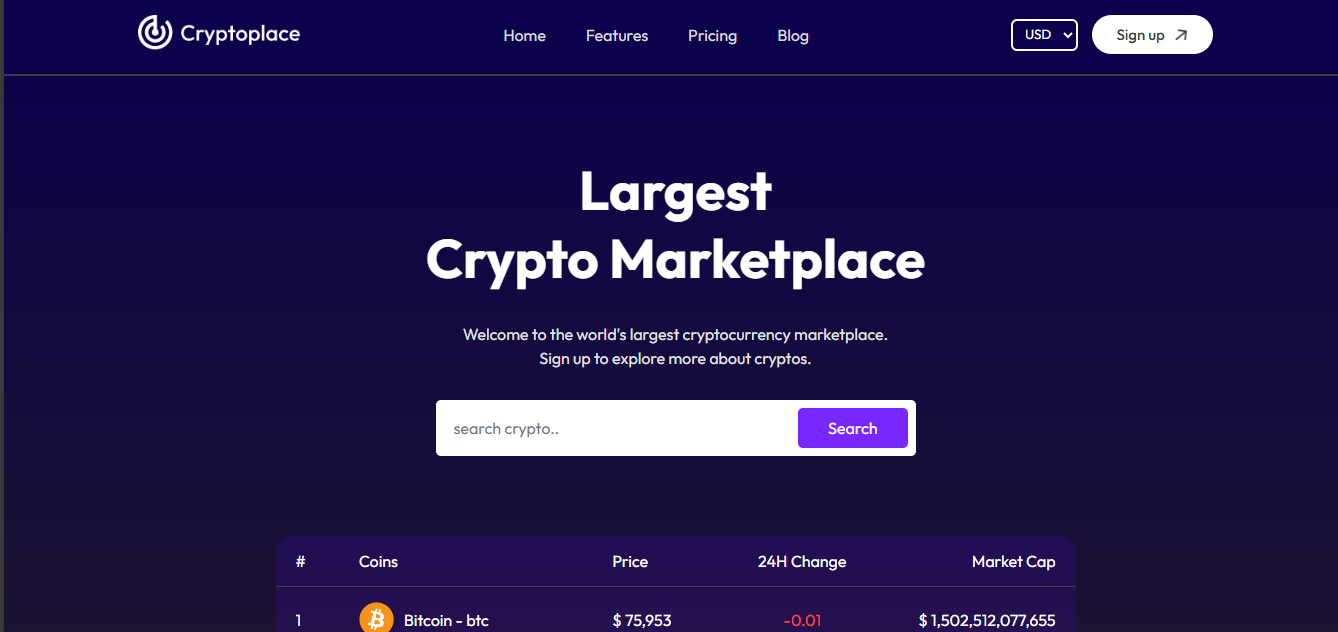 Cryptoplace
Home Features Pricing Blog
USD
Sign up
Largest
Crypto Marketplace
Welcome to the world's largest cryptocurrency marketplace.
Sign up to explore more about cryptos.
search crypto..
Search
# Coins Price 24H Change Market Cap
1 Bitcoin - btc $ 75,953 -0.01 $ 1,502,512,077,655